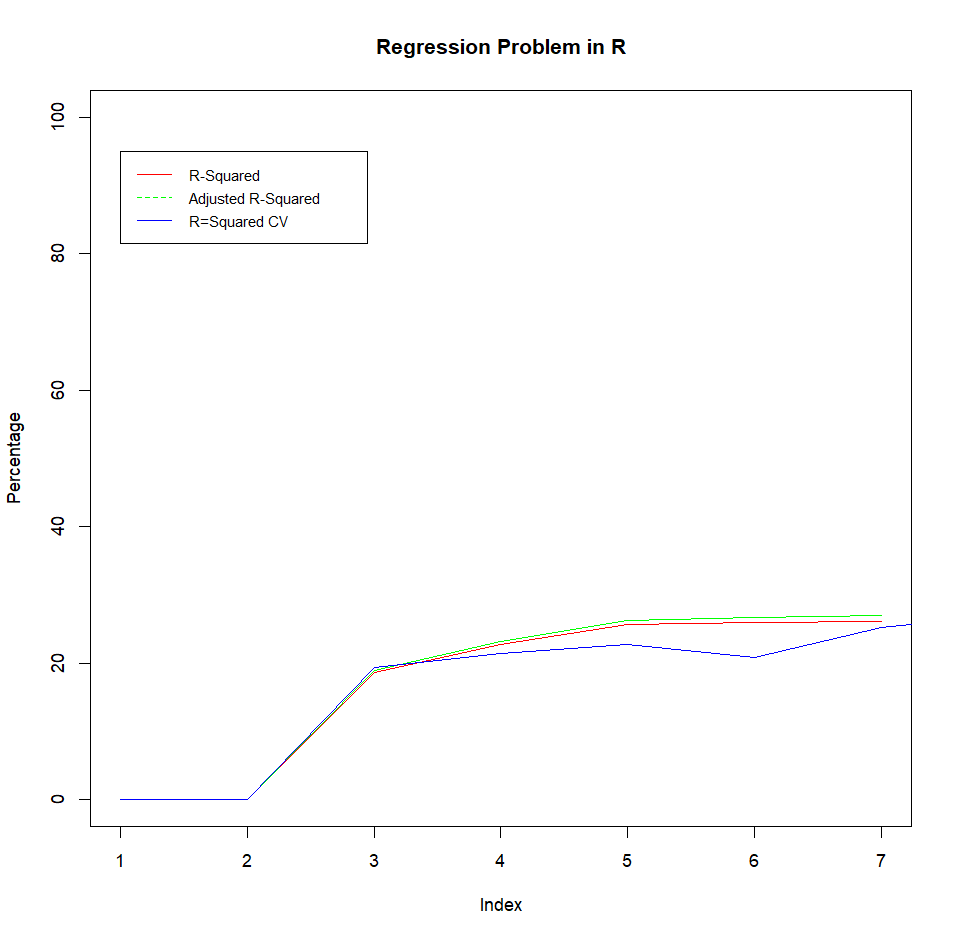 Regression Problem in R
100
80
60
40
20
0
Percentage
R-Squared
Adjusted R-Squared
R=Squared CV
1 2 3 4 5 6 7
Index